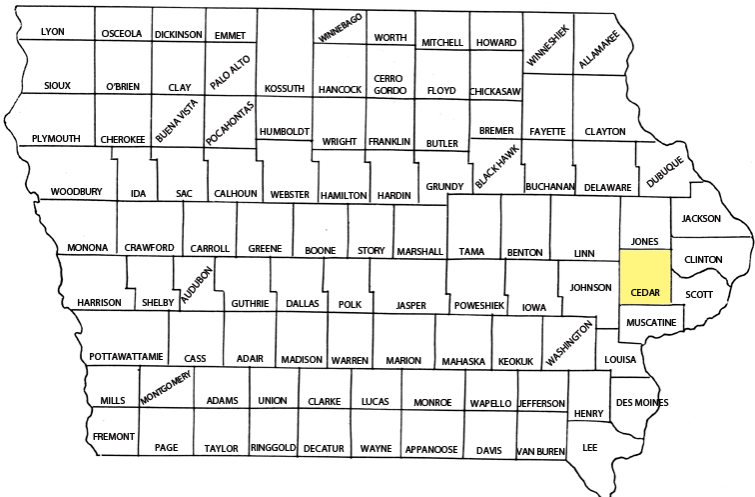 LYON
OSCEOLA
DICKINSON
EMMET
WINNEBAGO
WORTH
MITCHELL
HOWARD
WINNESHIEK
ALLAMAKEE
SIOUX
O'BRIEN
CLAY
PALO ALTO
KOSSUTH
HANCOCK
CERRO
GORDO
FLOYD
CHICKASAW
PLYMOUTH
CHEROKEE
BUENA VISTA
POCAHONTAS
HUMBOLDT
WRIGHT
FRANKLIN
BUTLER
BREMER
FAYETTE
CLAYTON
WOODBURY
IDA
SAC
CALHOUN
WEBSTER
HAMILTON
HARDIN
GRUNDY
BLACK HAWK
BUCHANAN
DELAWARE
DUBUQUE
JACKSON
MONONA
CRAWFORD
CARROLL
GREENE
BOONE
STORY
MARSHALL
TAMA
BENTON
LINN
JONES
CLINTON
HARRISON
SHELBY
AUDUBON
GUTHRIE
DALLAS
POLK
JASPER
POWESHIEK
IOWA
JOHNSON
CEDAR
SCOTT
MUSCATINE
POTTAWATTAMIE
CASS
ADAIR
MADISON
WARREN
MARION
MAHASKA
KEOKUK
WASHINGTON
LOUISA
MILLS
MONTGOMERY
ADAMS
UNION
CLARKE
LUCAS
MONROE
WAPELLO
JEFFERSON
HENRY
DES MOINES
FREMONT
PAGE
TAYLOR
RINGGOLD
DECATUR
WAYNE
APPANOOSE
DAVIS
VAN BUREN
LEE